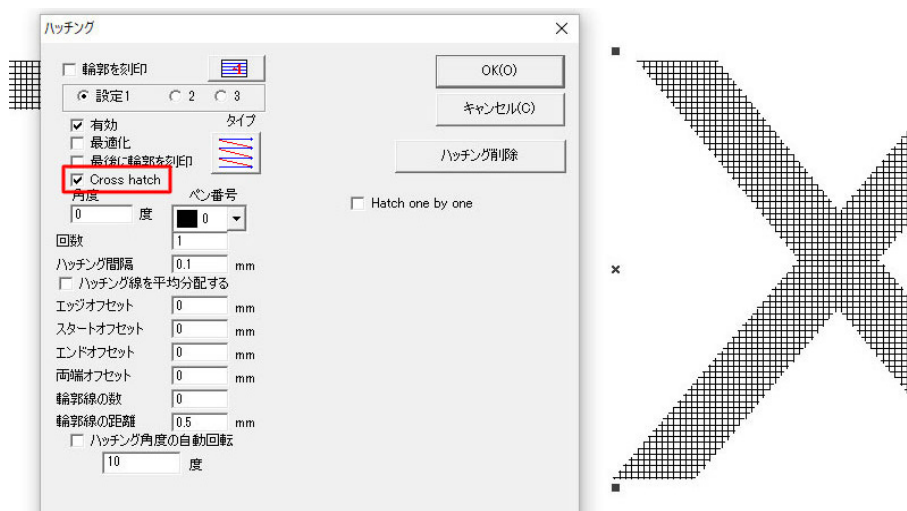 ハッチング
輪郭を刻印
OK(O)
設定1 2 3
キャンセル(C)
有効 タイプ
最適化
最後に輪郭を刻印
ハッチング削除
Cross hatch
角度 ペン番号
Hatch one by one
0 度 0
回数 1
ハッチング間隔 0.1 mm
ハッチング線を平均分配する
エッジオフセット 0 mm
スタートオフセット 0 mm
エンドオフセット 0 mm
両端オフセット 0 mm
輪郭線の数 0
輪郭線の距離 0.5 mm
ハッチング角度の自動回転
10 度